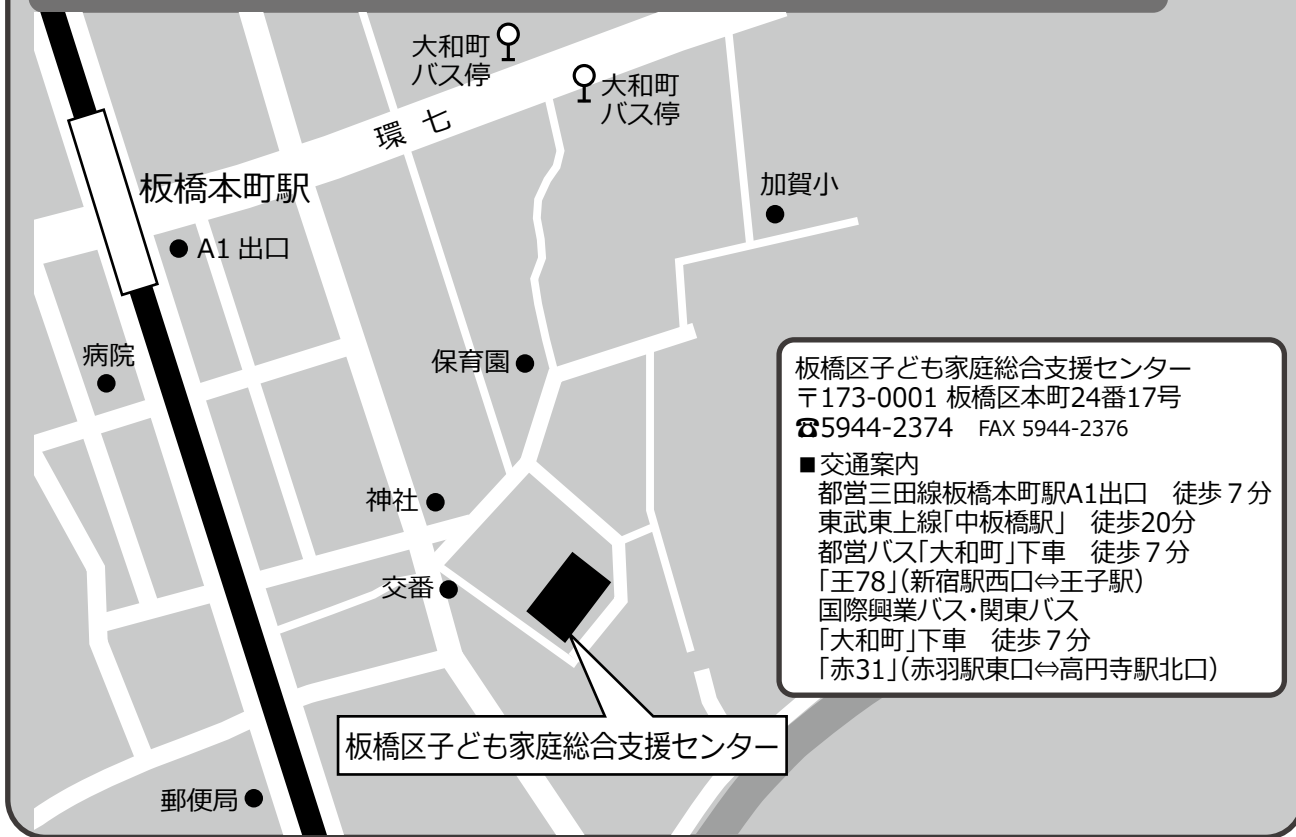 大和町
バス停
大和町
バス停
環七
板橋本町駅
加賀小
A1 出口
病院
保育園
神社
交番
板橋区子ども家庭総合支援センター
郵便局
板橋区子ども家庭総合支援センター
〒173-0001 板橋区本町24番17号
☎5944-2374 FAX 5944-2376
■交通案内
都営三田線板橋本町駅A1出口 徒歩7分
東武東上線「中板橋駅」 徒歩20分
都営バス「大和町」下車 徒歩7分
「王78」(新宿駅西口⇔王子駅)
国際興業バス・関東バス
「大和町」下車 徒歩7分
「赤31」(赤羽駅東口⇔高円寺駅北口)